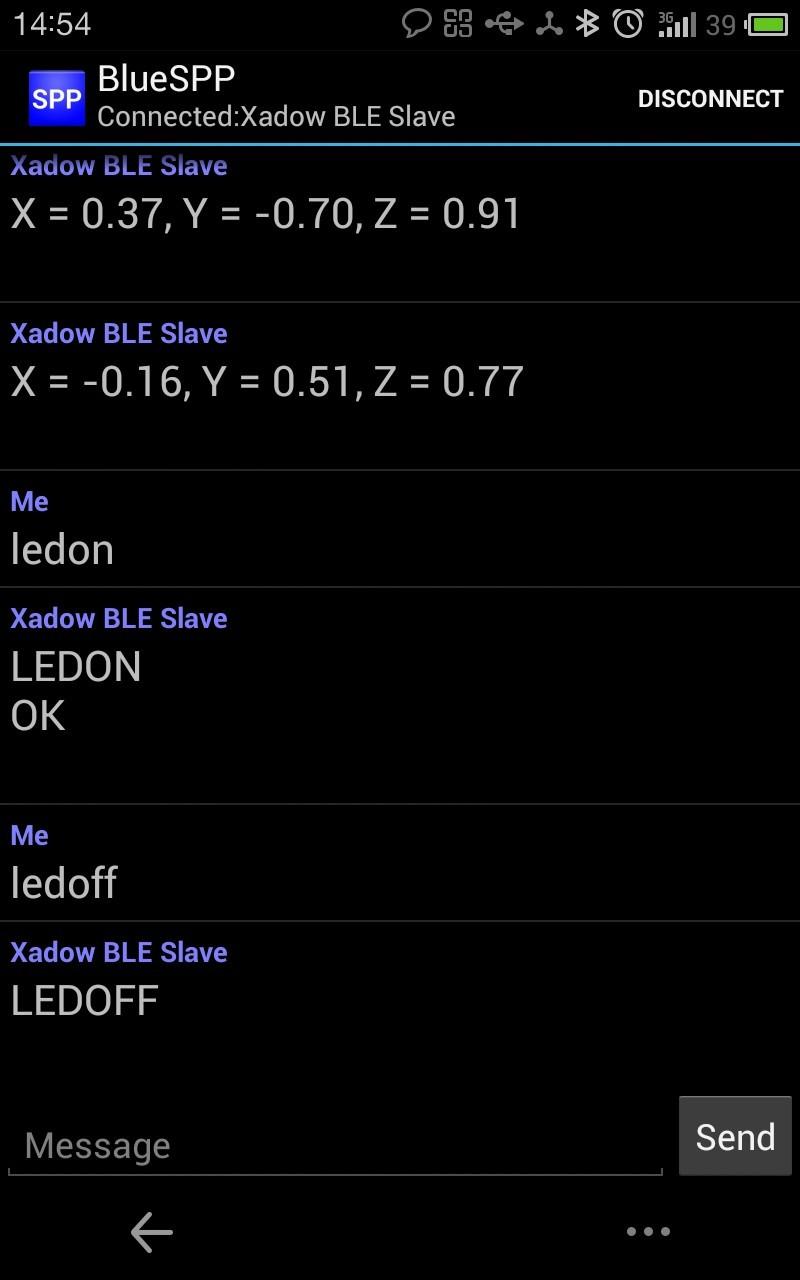 14:54
3G
39
SPP
BlueSPP
Connected:Xadow BLE Slave
DISCONNECT
Xadow BLE Slave
X = 0.37, Y = -0.70, Z = 0.91
Xadow BLE Slave
X = -0.16, Y = 0.51, Z = 0.77
Me
ledon
Xadow BLE Slave
LEDON
OK
Me
ledoff
Xadow BLE Slave
LEDOFF
Message
Send